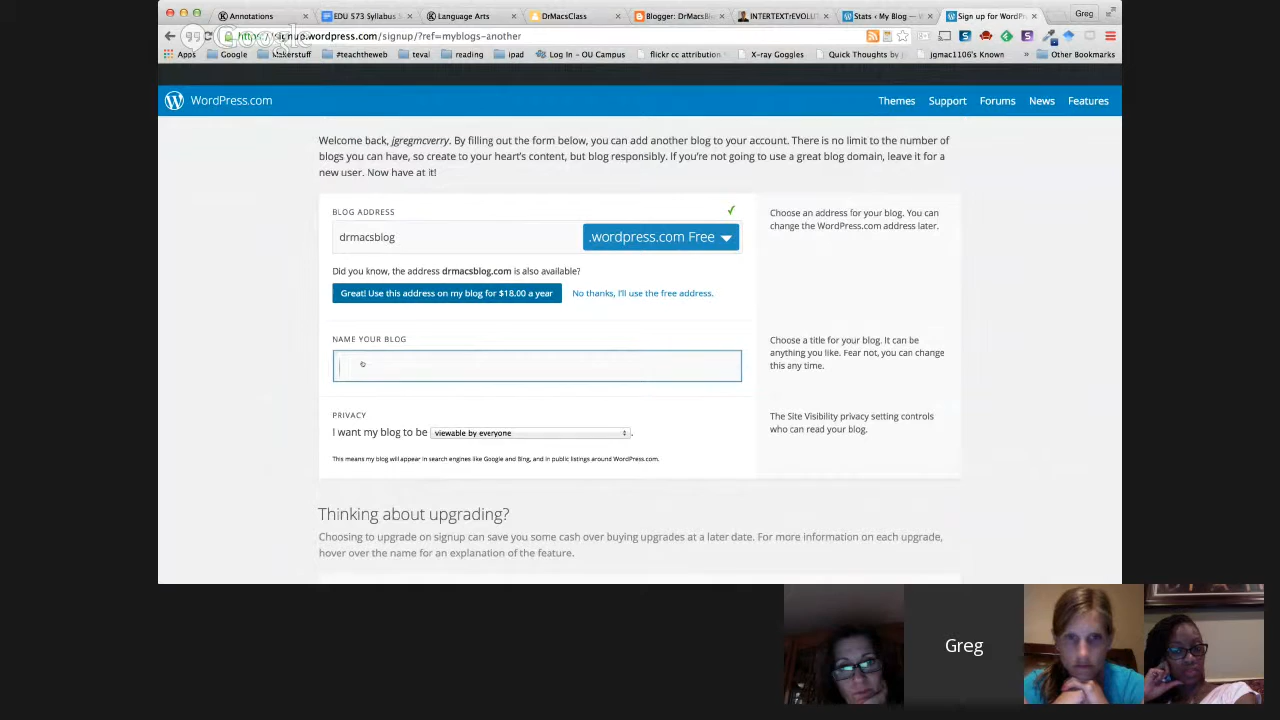 Annotations
EDU 573 Syllabus
Language Arts
DrMacsClass
Blogger: DrMacsBl
INTERTEXTrEVOLUT
Stats ‹ My Blog —
Sign up for WordPres
Greg
Google
signup.wordpress.com/signup/?ref=myblogs-another
Apps
Google
Makersterr
#teachtheweb
teval
reading
ipad
Log In - OU Campus
flickr cc attribution
X-ray Goggles
Quick Thoughts by j
jgmac1106's Known
Other Bookmarks
WordPress.com
Themes
Support
Forums
News
Features
Welcome back, jgregmcverry. By filling out the form below, you can add another blog to your account. There is no limit to the number of
blogs you can have, so create to your heart's content, but blog responsibly. If you're not going to use a great blog domain, leave it for a
new user. Now have at it!
BLOG ADDRESS
drmacsblog
.wordpress.com Free
Choose an address for your blog. You can
change the WordPress.com address later.
Did you know, the address drmacsblog.com is also available?
Great! Use this address on my blog for $18.00 a year
No thanks, I'll use the free address.
NAME YOUR BLOG
Choose a title for your blog. It can be
anything you like. Fear not, you can change
this any time.
PRIVACY
I want my blog to be viewable by everyone .
The Site Visibility privacy setting controls
who can read your blog.
This means my blog will appear in search engines like Google and Bing, and in public listings around WordPress.com.
Thinking about upgrading?
Choosing to upgrade on signup can save you some cash over buying upgrades at a later date. For more information on each upgrade,
hover over the name for an explanation of the feature.
Greg